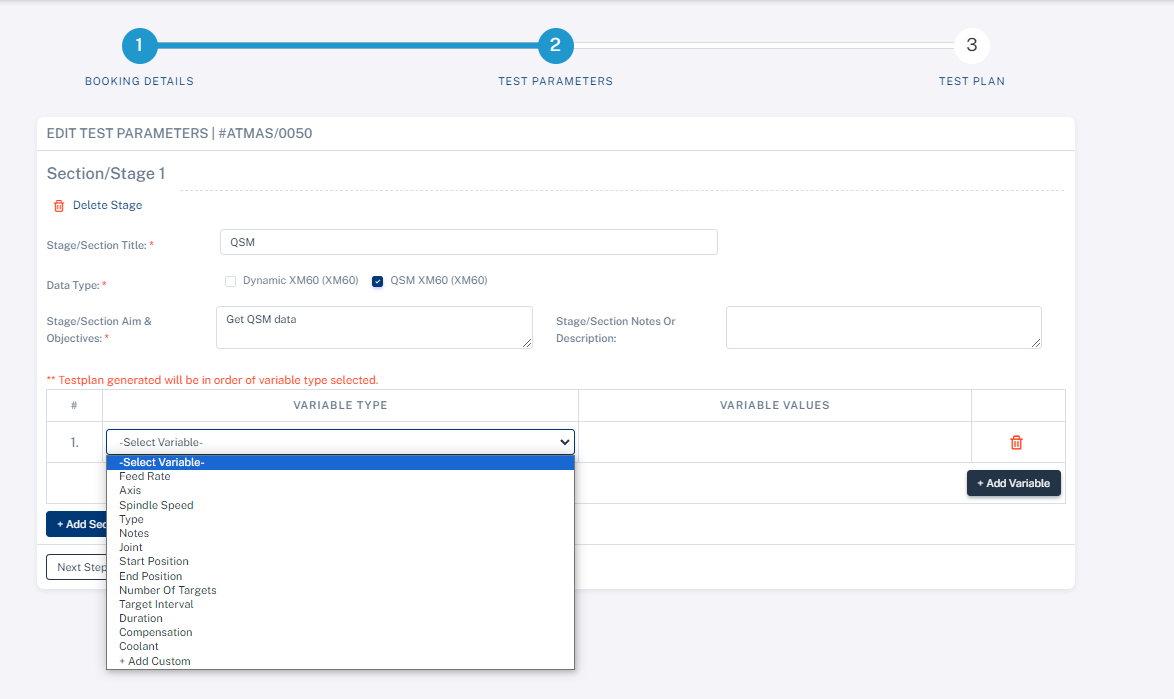 1
2
3
BOOKING DETAILS
TEST PARAMETERS
TEST PLAN
EDIT TEST PARAMETERS | #ATMAS/0050
Section/Stage 1
Delete Stage
Stage/Section Title: *
QSM
Data Type: *
Dynamic XM60 (XM60)
QSM XM60 (XM60)
Stage/Section Aim &
Objectives: *
Get QSM data
Stage/Section Notes Or
Description:
** Testplan generated will be in order of variable type selected.
#
VARIABLE TYPE
VARIABLE VALUES
1.
-Select Variable-
-Select Variable-
Feed Rate
Axis
Spindle Speed
Type
Notes
Joint
Start Position
End Position
Number Of Targets
Target Interval
Duration
Compensation
Coolant
+ Add Custom
+ Add Variable
+ Add Sec
Next Step